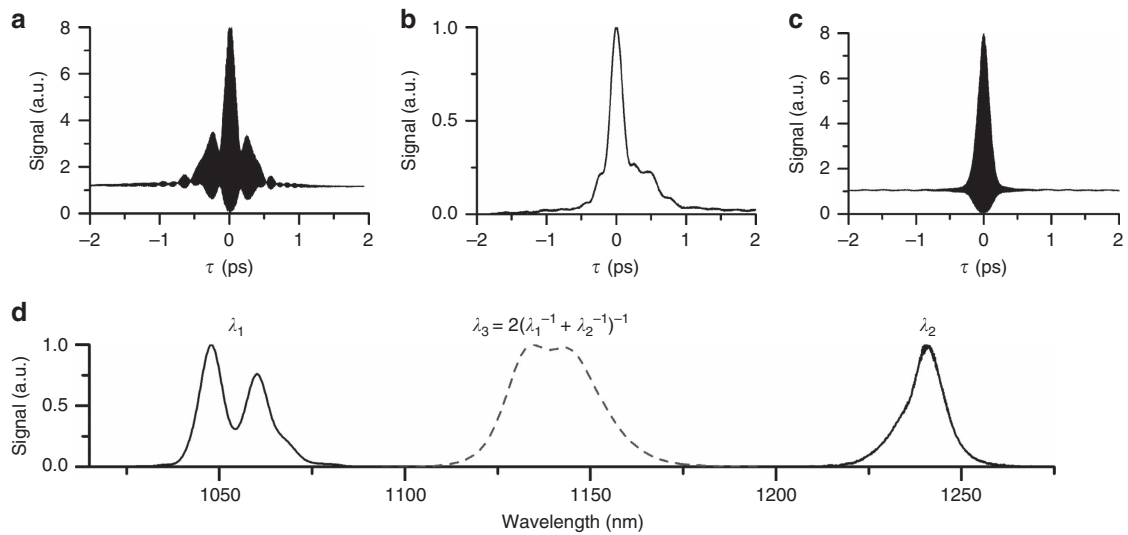 a
8
6
4
2
0
Signal (a.u.)
−2 −1 0 1 2
τ (ps)
b
1.0
0.5
0.0
Signal (a.u.)
−2 −1 0 1 2
τ (ps)
c
8
6
4
2
0
Signal (a.u.)
−2 −1 0 1 2
τ (ps)
d
λ₁
λ₃ = 2(λ₁⁻¹ + λ₂⁻¹)⁻¹
λ₂
1.0
0.5
0.0
Signal (a.u.)
1050 1100 1150 1200 1250
Wavelength (nm)